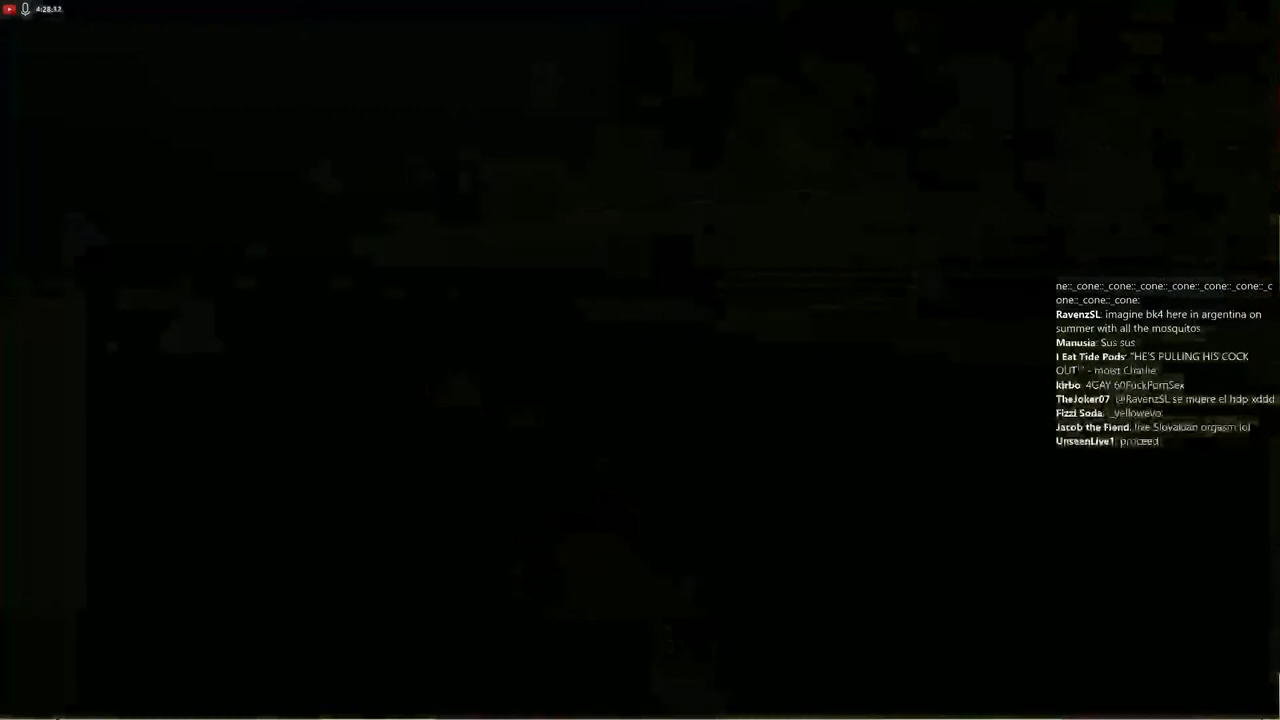 4:28:32
ne::_cone::_cone::_cone::_cone::_cone::_c
one::_cone::_cone:
RavenzSL: imagine bk4 here in argentina on
summer with all the mosquitos
Manusia: Sus sus
I Eat Tide Pods: "HE'S PULLING HIS COCK
OUT" - moist Charlie
kirbo: 4GAY 60FuckPornSex
TheJoker07: @RavenzSL se muere el hdp xddd
Fizzi Soda: _yellowevo:
Jacob the Fiend: live Slovakian orgasm lol
UnseenLive1: proceed